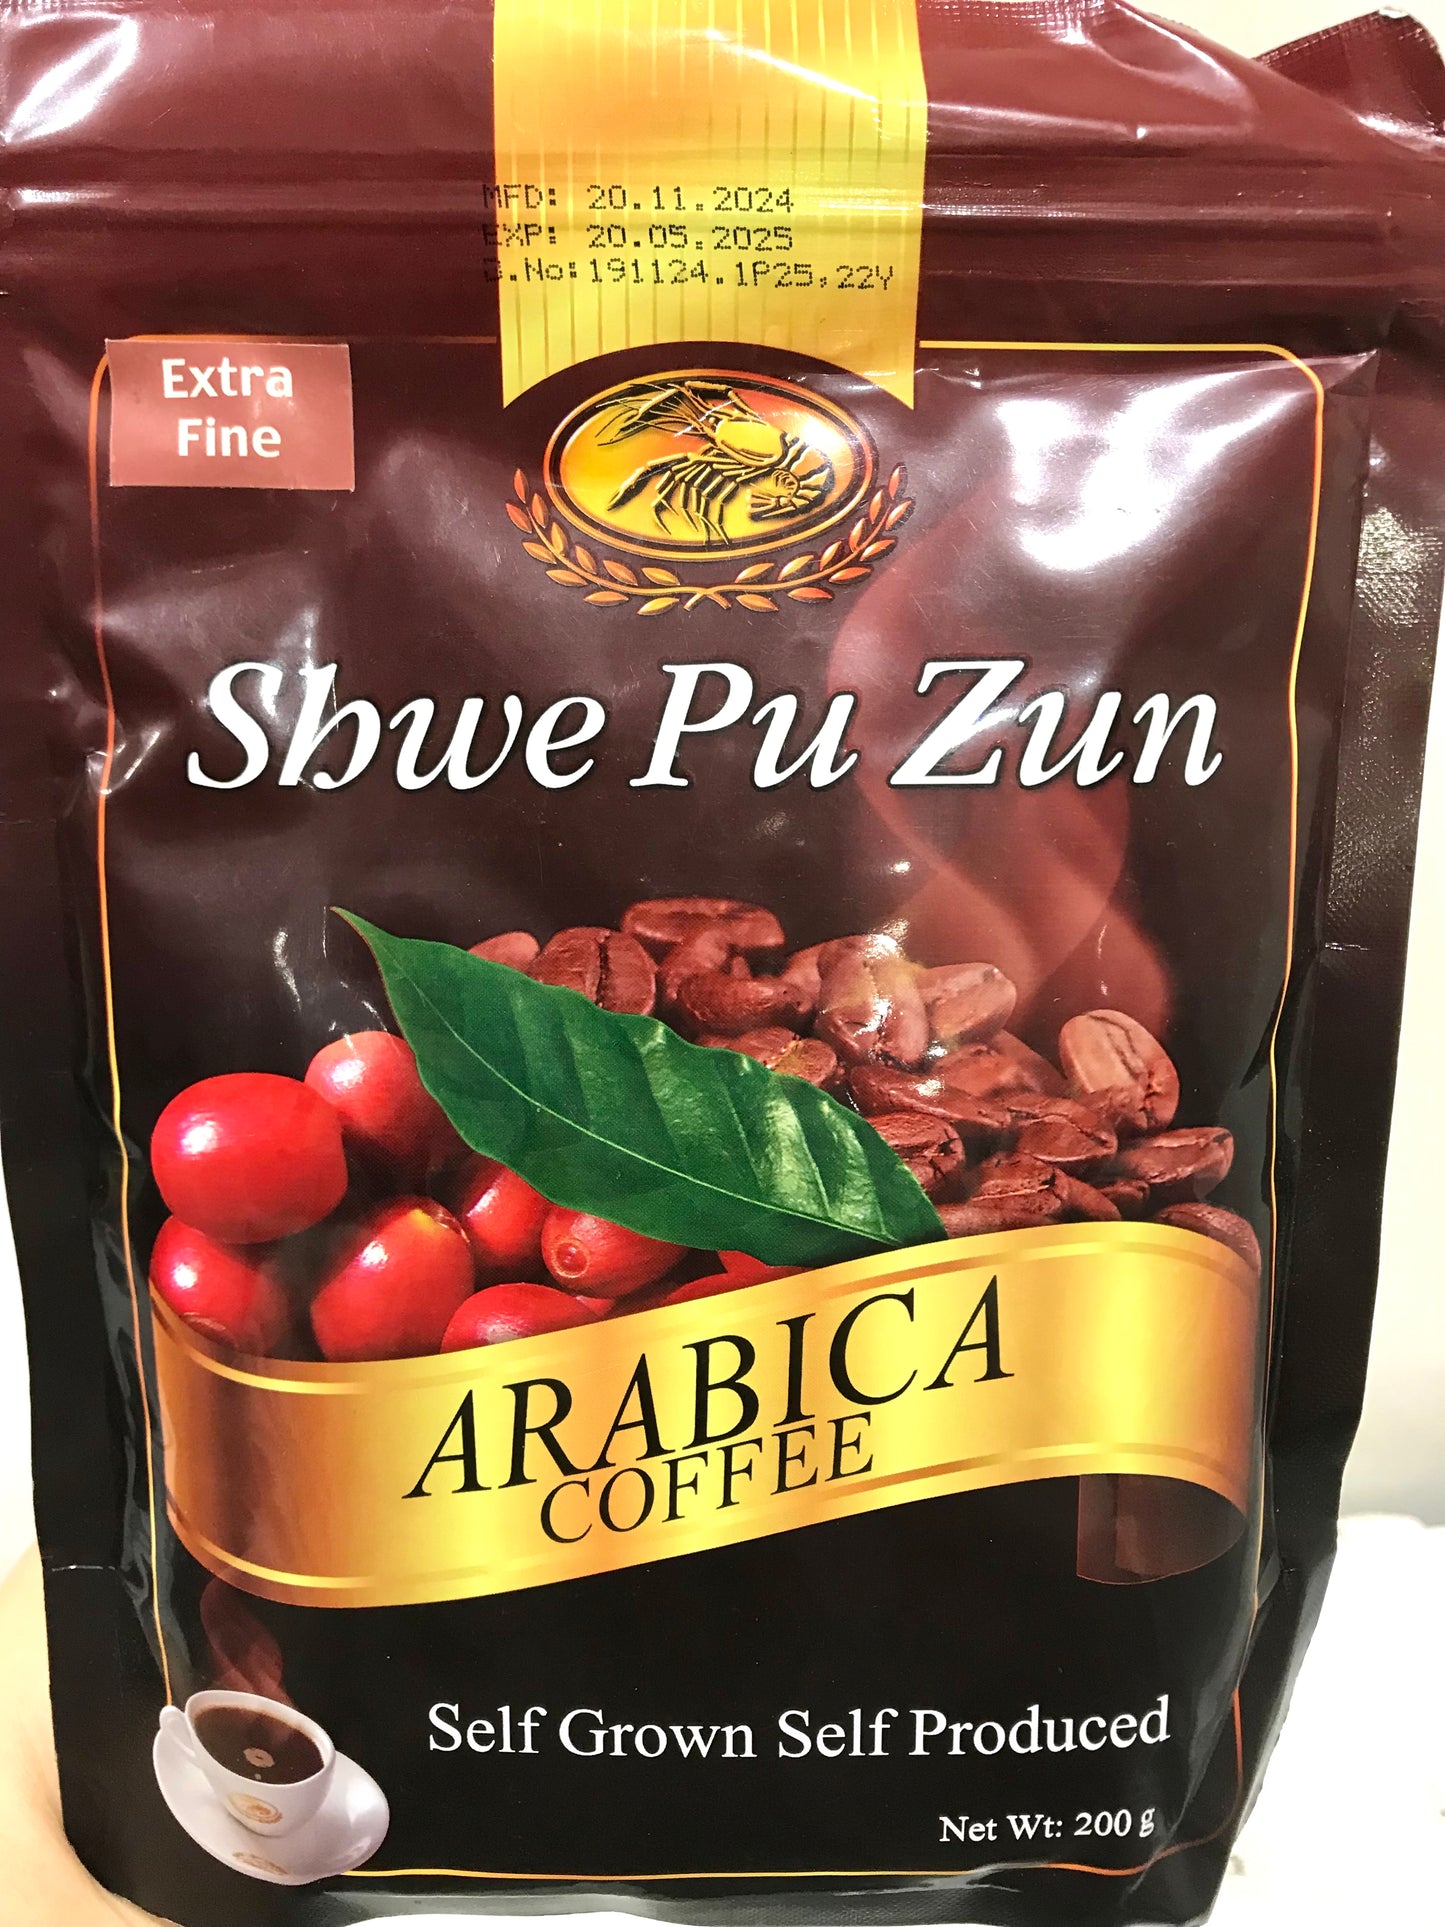 MFD: 20.11.2024
EXP: 20.05.2025
B.No:191124.1P25,22Y
Extra
Fine
Shwe Pu Zun
ARABICA
COFFEE
Self Grown Self Produced
Net Wt: 200 g